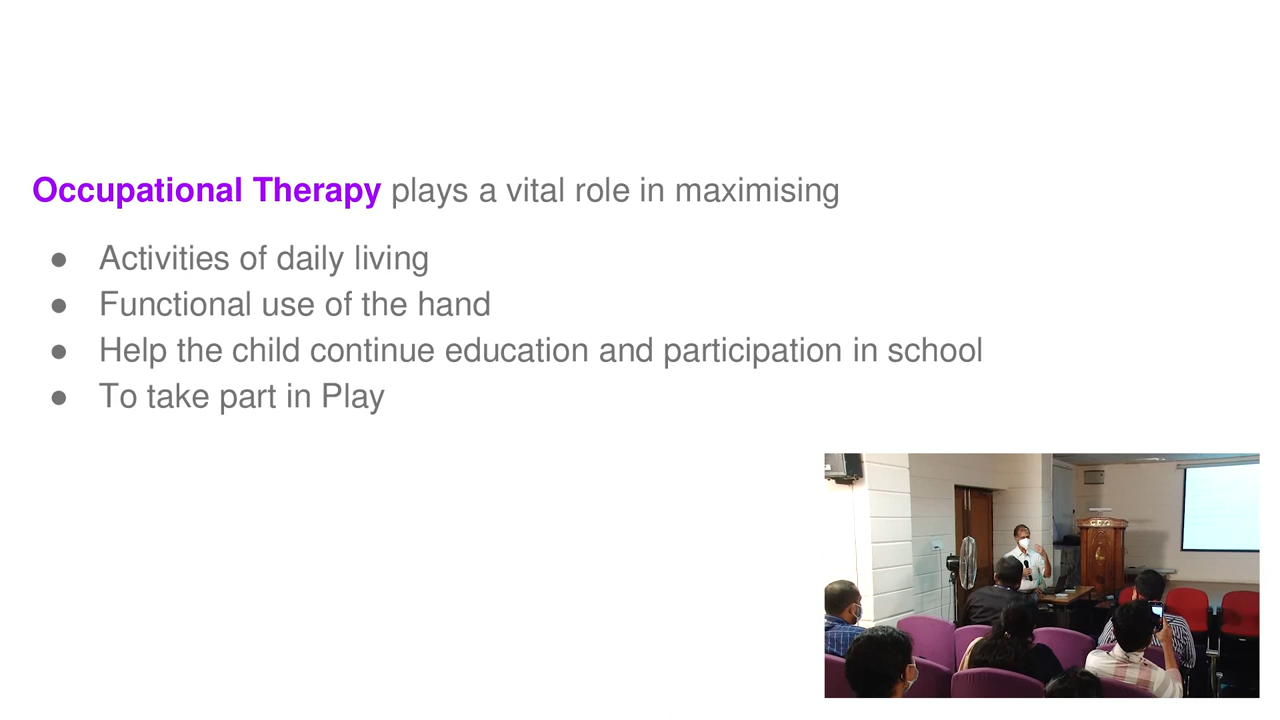 Occupational Therapy plays a vital role in maximising
● Activities of daily living
● Functional use of the hand
● Help the child continue education and participation in school
● To take part in Play